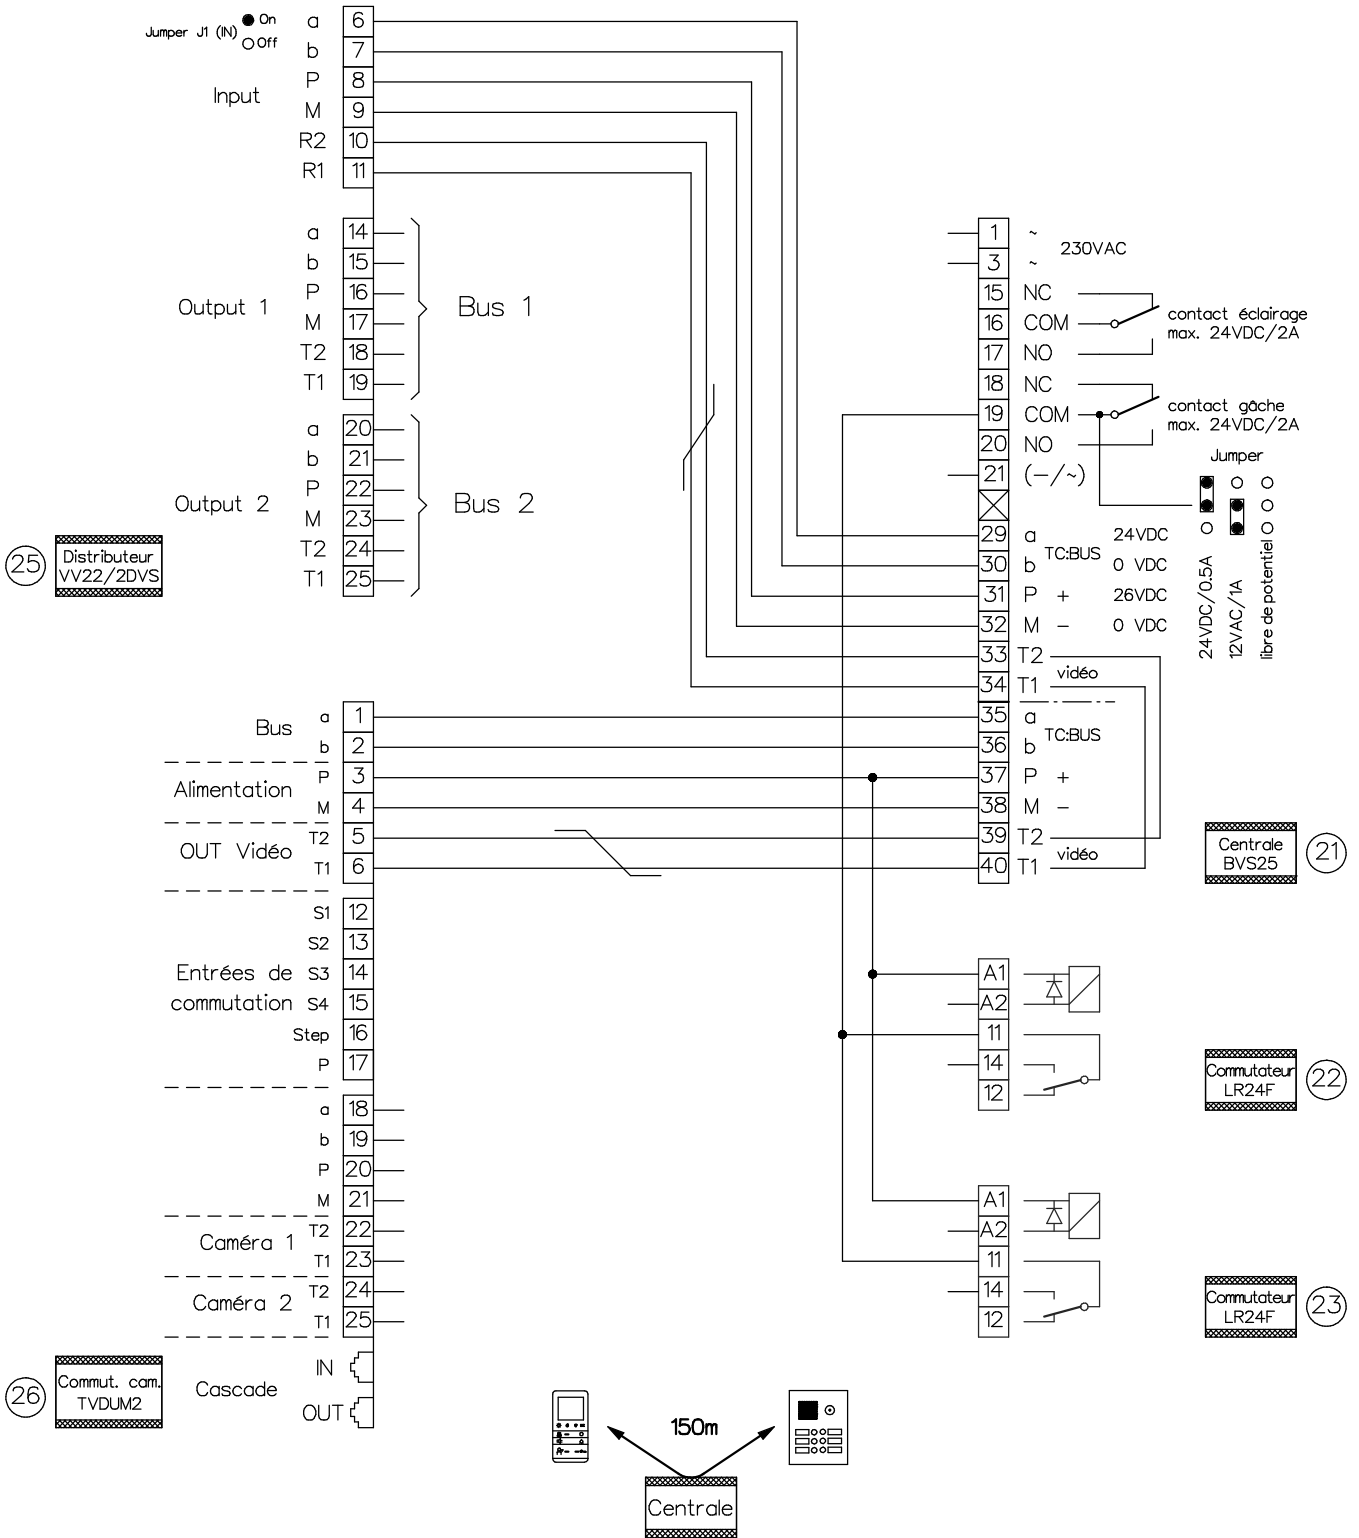 Jumper J1 (IN) On
Off
Input
a 6
b 7
P 8
M 9
R2 10
R1 11
Output 1
Bus 1
a 14
b 15
P 16
M 17
T2 18
T1 19
Output 2
Bus 2
a 20
b 21
P 22
M 23
T2 24
T1 25
25
Distributeur
VV22/2DVS
Bus
a 1
b 2
Alimentation
P 3
M 4
OUT Vidéo
T2 5
T1 6
Entrées de
commutation
S1 12
S2 13
S3 14
S4 15
Step 16
P 17
a 18
b 19
P 20
M 21
Caméra 1
T2 22
T1 23
Caméra 2
T2 24
T1 25
Cascade
IN
OUT
26
Commut. cam.
TVDUM2
1 ~
3 ~
230VAC
15 NC
16 COM
17 NO
contact éclairage
max. 24VDC/2A
18 NC
19 COM
20 NO
contact gâche
max. 24VDC/2A
21 (-/~)
Jumper
24VDC/0.5A
12VAC/1A
libre de potentiel
29 a 24VDC
TC:BUS
30 b 0 VDC
31 P + 26VDC
32 M - 0 VDC
33 T2
vidéo
34 T1
35 a
TC:BUS
36 b
37 P +
38 M -
39 T2
vidéo
40 T1
Centrale
BVS25
21
A1
A2
11
14
12
Commutateur
LR24F
22
A1
A2
11
14
12
Commutateur
LR24F
23
150m
Centrale